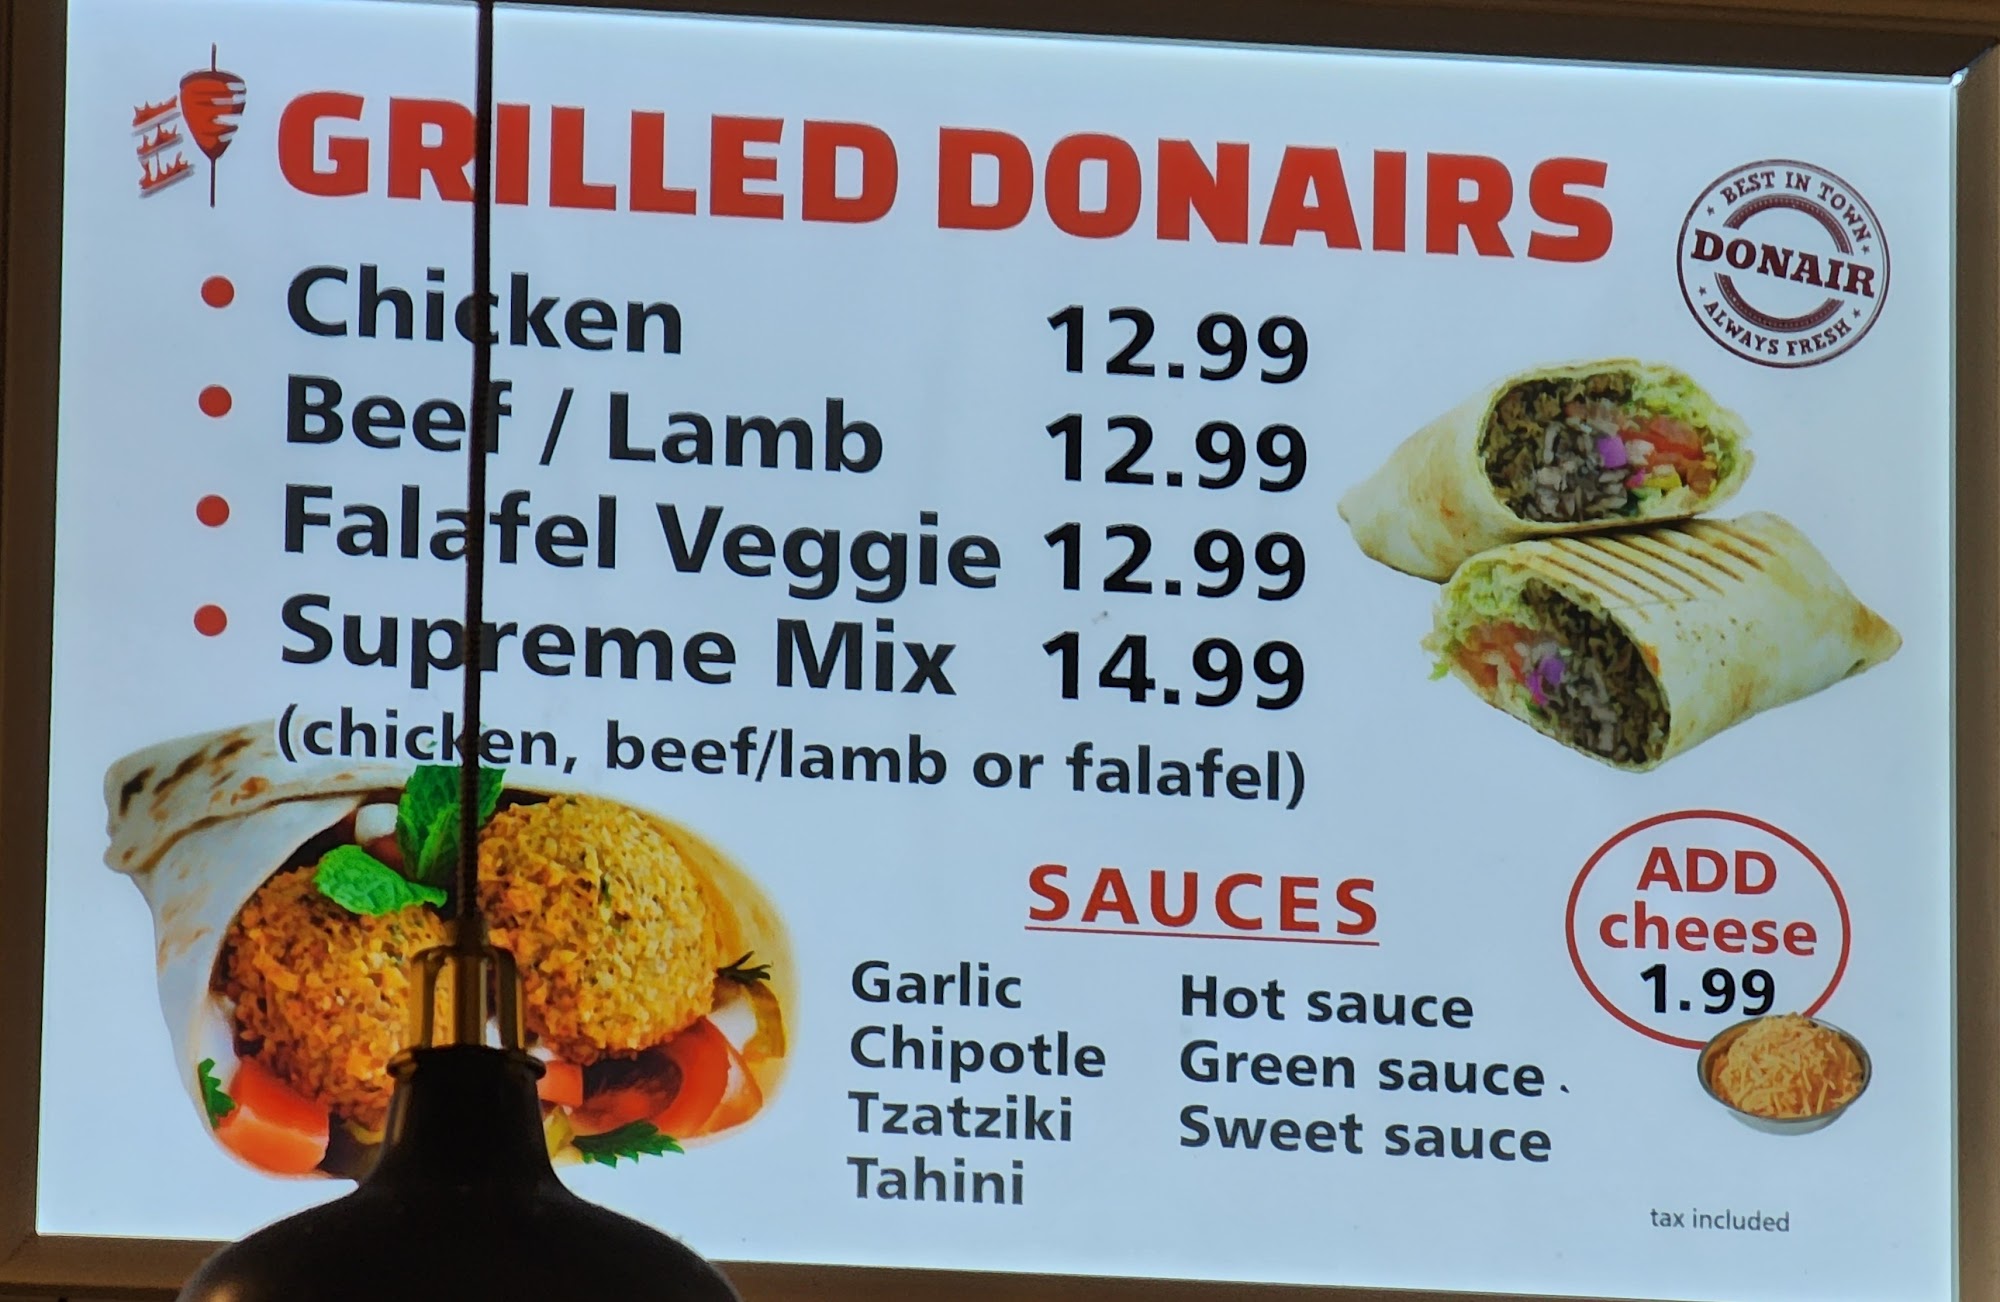 GRILLED DONAIRS
BEST IN TOWN
DONAIR
ALWAYS FRESH
• Chicken 12.99
• Beef / Lamb 12.99
• Falafel Veggie 12.99
• Supreme Mix 14.99
(chicken, beef/lamb or falafel)
SAUCES
Garlic
Chipotle
Tzatziki
Tahini
Hot sauce
Green sauce
Sweet sauce
ADD
cheese
1.99
tax included